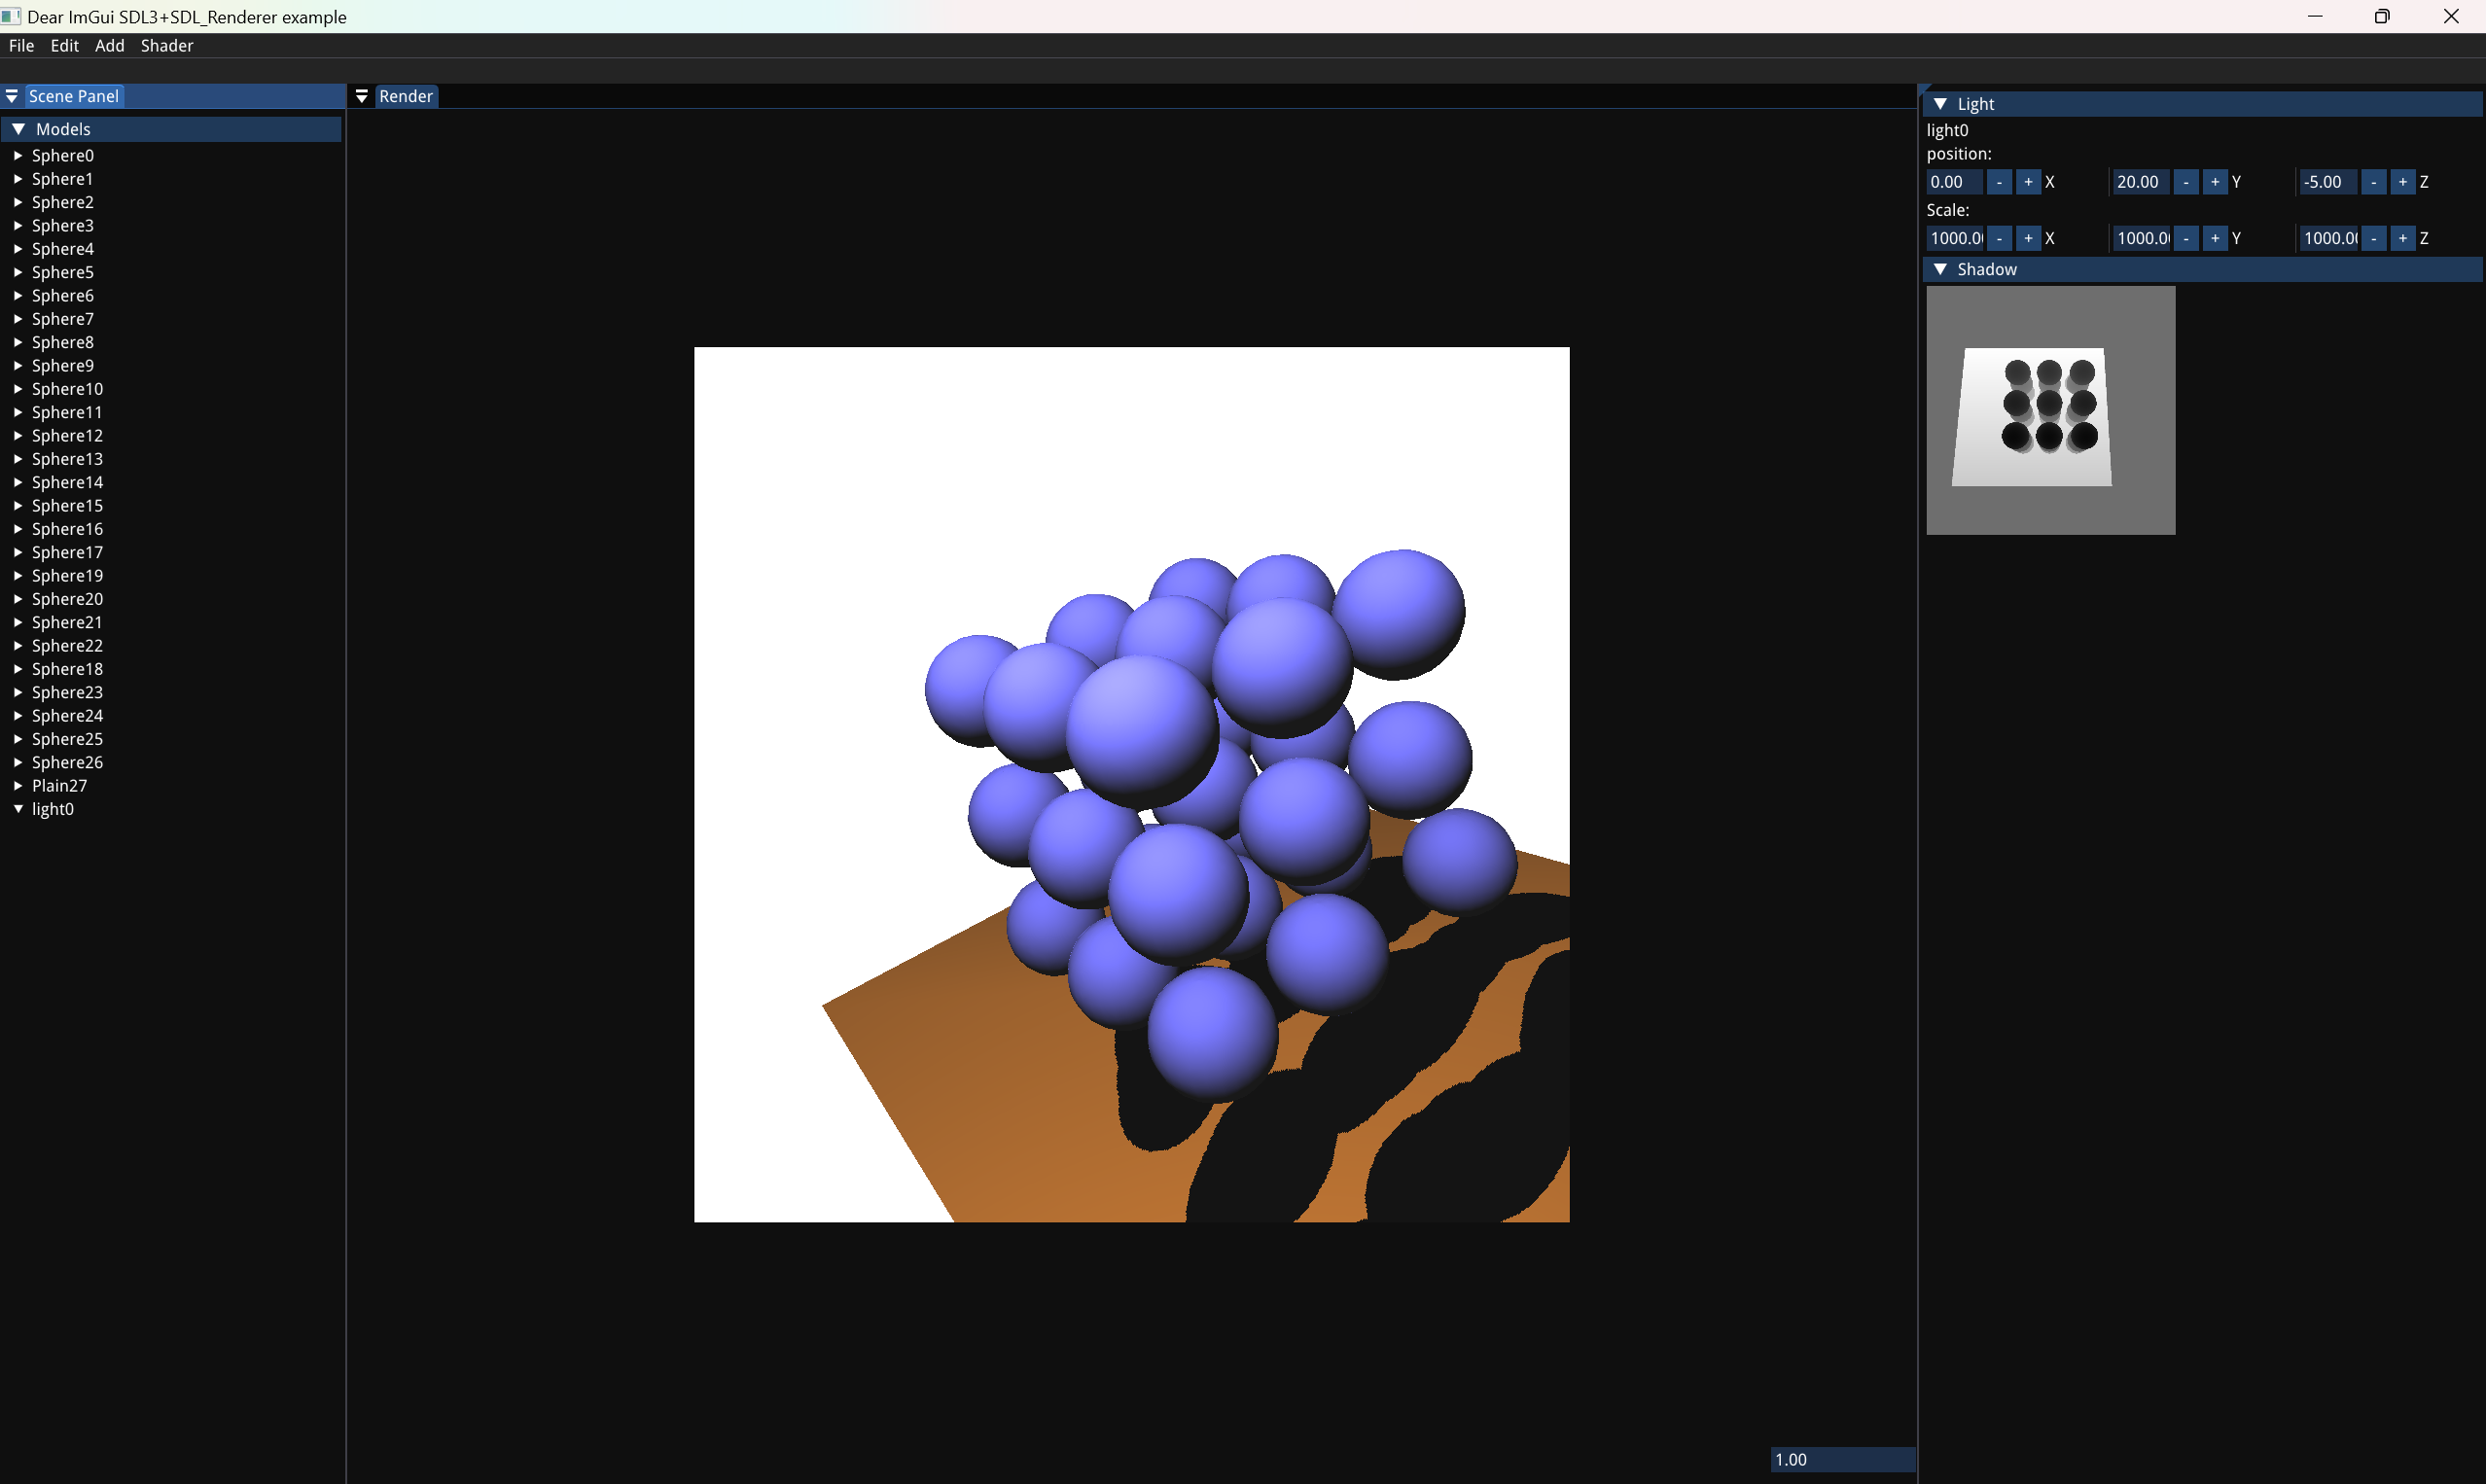 Dear ImGui SDL3+SDL_Renderer example
File Edit Add Shader
Scene Panel
Models
Sphere0
Sphere1
Sphere2
Sphere3
Sphere4
Sphere5
Sphere6
Sphere7
Sphere8
Sphere9
Sphere10
Sphere11
Sphere12
Sphere13
Sphere14
Sphere15
Sphere16
Sphere17
Sphere19
Sphere20
Sphere21
Sphere22
Sphere18
Sphere23
Sphere24
Sphere25
Sphere26
Plain27
light0
Render
1.00
Light
light0
position:
0.00 - + X 20.00 - + Y -5.00 - + Z
Scale:
1000.0 - + X 1000.0 - + Y 1000.0 - + Z
Shadow